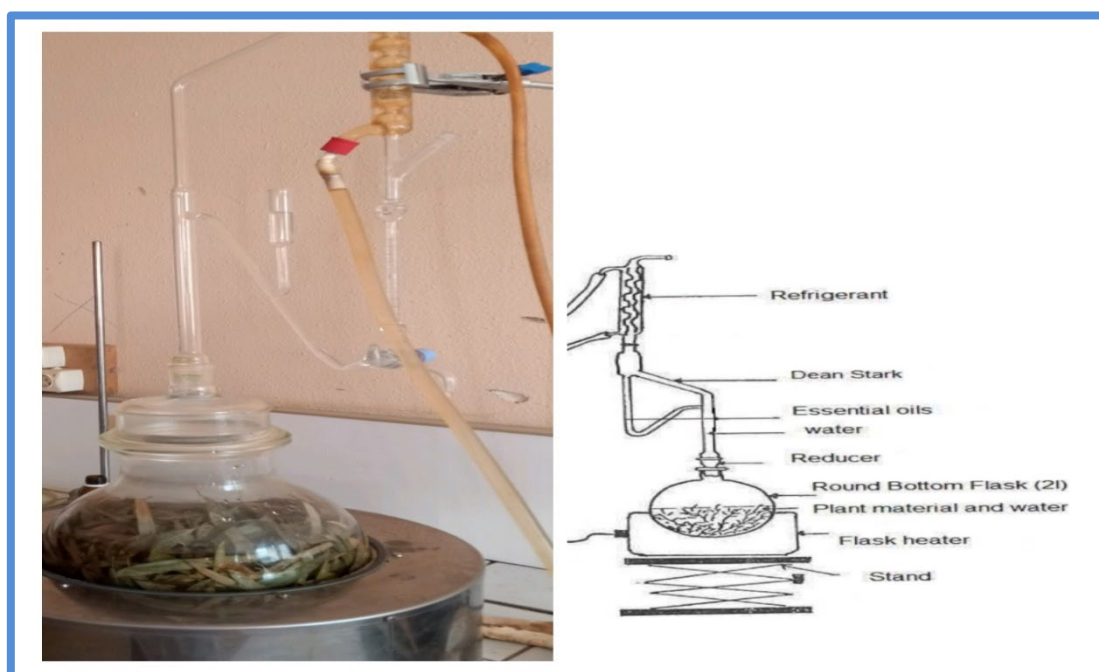 Refrigerant
Dean Stark
Essential oils
water
Reducer
Round Bottom Flask (2l)
Plant material and water
Flask heater
Stand